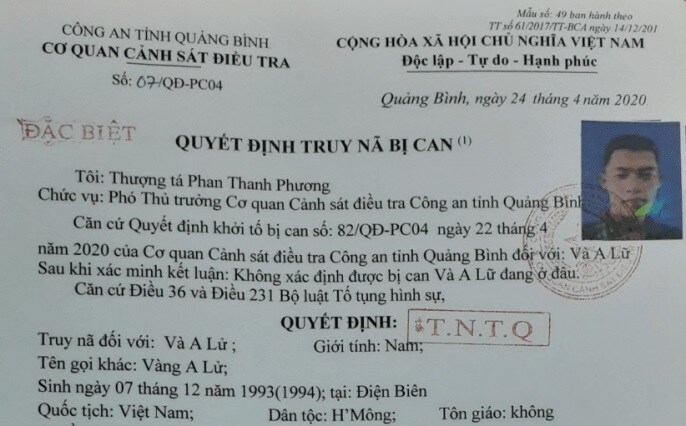 Mẫu số: 49 ban hành theo
TT số 61/2017/TT-BCA ngày 14/12/201
CÔNG AN TỈNH QUẢNG BÌNH
CƠ QUAN CẢNH SÁT ĐIỀU TRA
Số: 07/QĐ-PC04
CỘNG HÒA XÃ HỘI CHỦ NGHĨA VIỆT NAM
Độc lập - Tự do - Hạnh phúc
Quảng Bình, ngày 24 tháng 4 năm 2020
ĐẶC BIỆT
QUYẾT ĐỊNH TRUY NÃ BỊ CAN (1)
Tôi: Thượng tá Phan Thanh Phương
Chức vụ: Phó Thủ trưởng Cơ quan Cảnh sát điều tra Công an tỉnh Quảng Bình
Căn cứ Quyết định khởi tố bị can số: 82/QĐ-PC04 ngày 22 tháng 4
năm 2020 của Cơ quan Cảnh sát điều tra Công an tỉnh Quảng Bình đối với: Và A Lữ
Sau khi xác minh kết luận: Không xác định được bị can Và A Lữ đang ở đâu.
Căn cứ Điều 36 và Điều 231 Bộ luật Tố tụng hình sự,
QUYẾT ĐỊNH:
T.N.T.Q
Truy nã đối với: Và A Lử ; Giới tính: Nam;
Tên gọi khác: Vàng A Lử;
Sinh ngày 07 tháng 12 năm 1993(1994); tại: Điện Biên
Quốc tịch: Việt Nam; Dân tộc: H'Mông; Tôn giáo: không